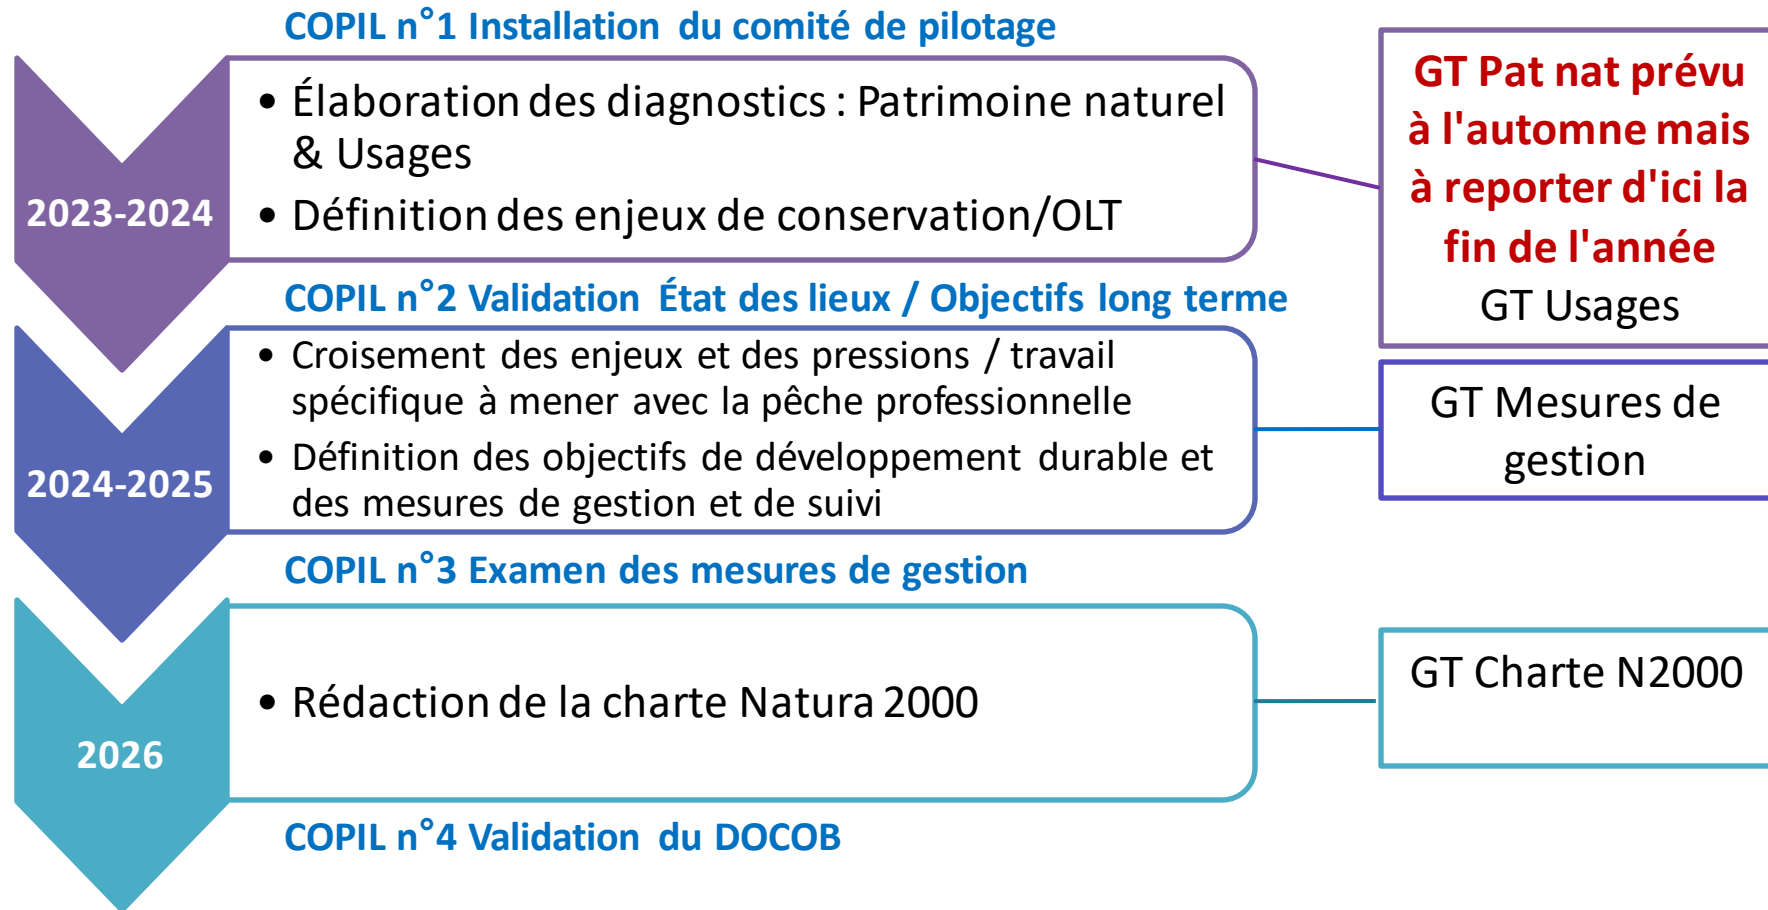 COPIL n°1 Installation du comité de pilotage
2023-2024
• Élaboration des diagnostics : Patrimoine naturel
& Usages
• Définition des enjeux de conservation/OLT
GT Pat nat prévu
à l'automne mais
à reporter d'ici la
fin de l'année
GT Usages
COPIL n°2 Validation État des lieux / Objectifs long terme
2024-2025
• Croisement des enjeux et des pressions / travail
spécifique à mener avec la pêche professionnelle
• Définition des objectifs de développement durable et
des mesures de gestion et de suivi
GT Mesures de
gestion
COPIL n°3 Examen des mesures de gestion
2026
• Rédaction de la charte Natura 2000
GT Charte N2000
COPIL n°4 Validation du DOCOB